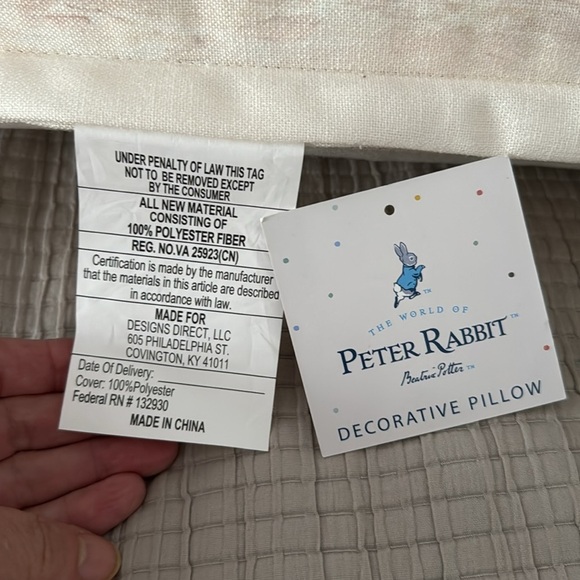 UNDER PENALTY OF LAW THIS TAG
NOT TO BE REMOVED EXCEPT
BY THE CONSUMER
ALL NEW MATERIAL
CONSISTING OF
100% POLYESTER FIBER
REG. NO.VA 25923(CN)
Certification is made by the manufacturer
that the materials in this article are described
in accordance with law.
MADE FOR
DESIGNS DIRECT, LLC
605 PHILADELPHIA ST.
COVINGTON, KY 41011
Date Of Delivery:
Cover: 100%Polyester
Federal RN # 132930
MADE IN CHINA
THE WORLD OF
PETER RABBIT™
Beatrix Potter™
DECORATIVE PILLOW